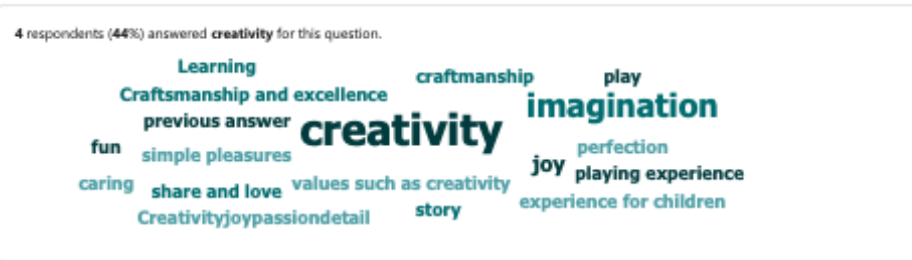 4 respondents (44%) answered creativity for this question.
Learning
craftmanship
play
Craftsmanship and excellence
imagination
previous answer
creativity
fun
simple pleasures
perfection
joy
playing experience
caring
share and love
values such as creativity
experience for children
Creativityjoypassiondetail
story